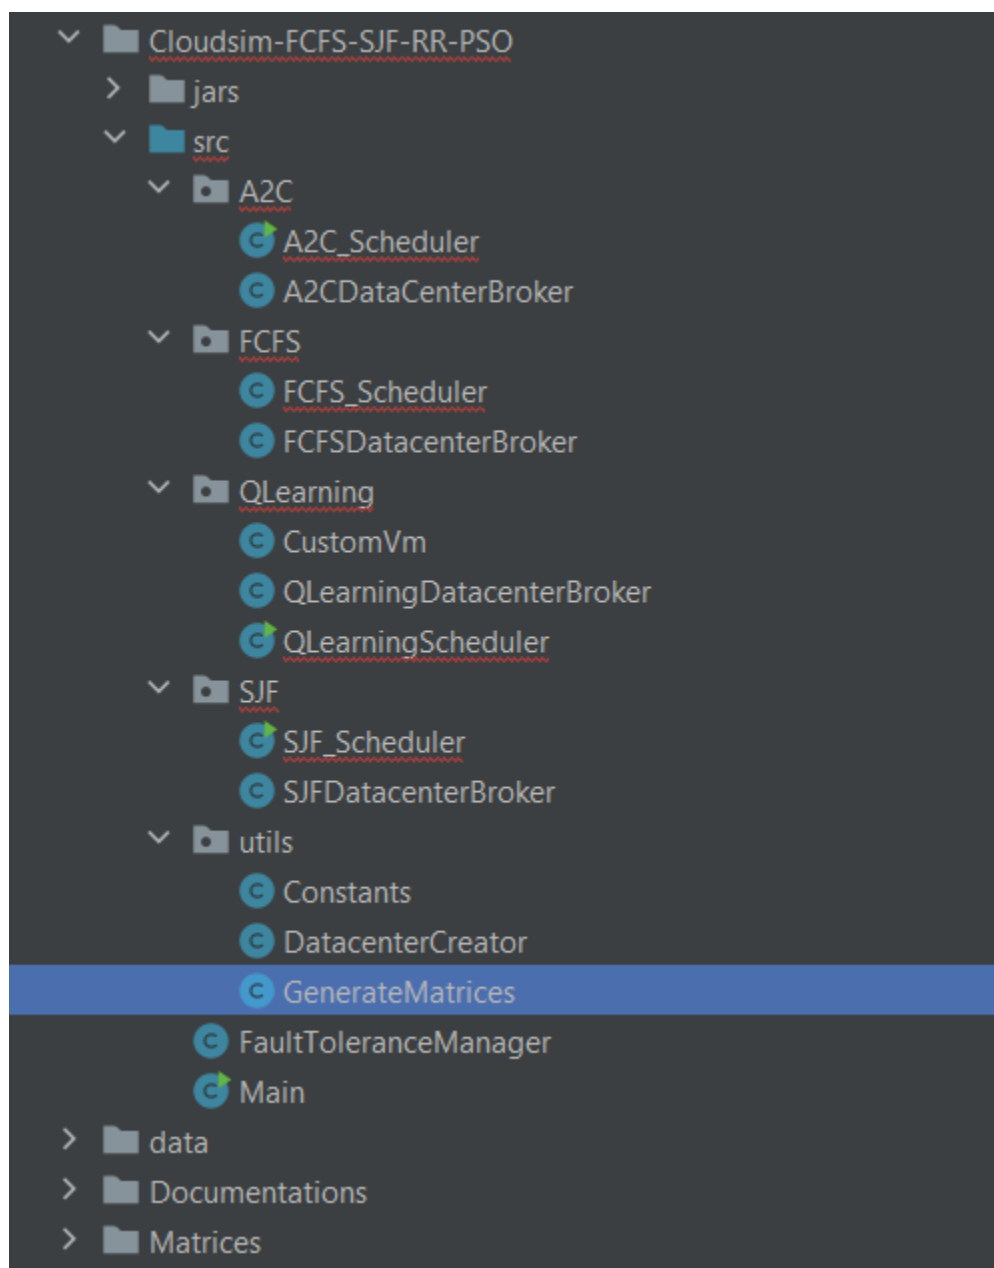 Cloudsim-FCFS-SJF-RR-PSO
jars
src
A2C
C A2C_Scheduler
C A2CDataCenterBroker
FCFS
C FCFS_Scheduler
C FCFSDatacenterBroker
QLearning
C CustomVm
C QLearningDatacenterBroker
C QLearningScheduler
SJF
C SJF_Scheduler
C SJFDatacenterBroker
utils
C Constants
C DatacenterCreator
C GenerateMatrices
C FaultToleranceManager
C Main
data
Documentations
Matrices